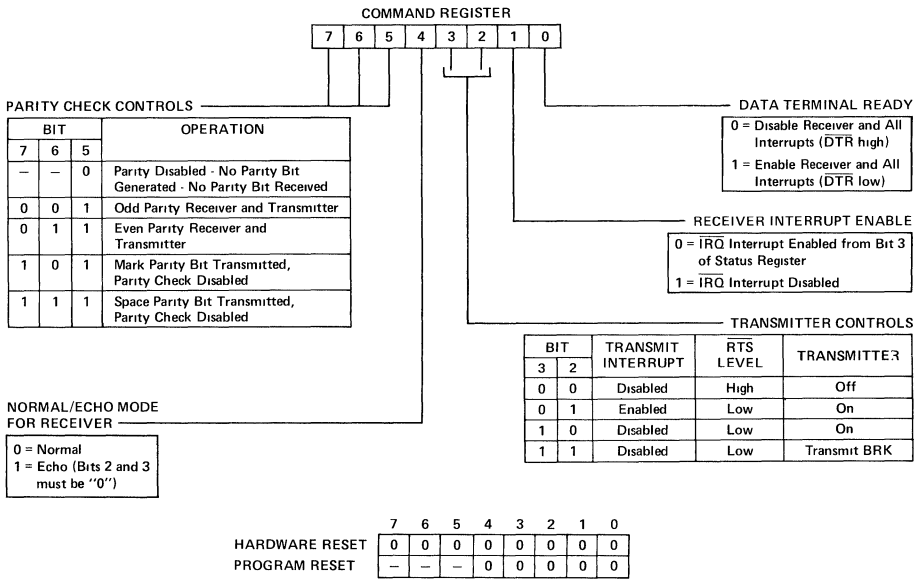 COMMAND REGISTER
7 6 5 4 3 2 1 0
PARITY CHECK CONTROLS
BIT OPERATION
7 6 5
— — 0 Parity Disabled - No Parity Bit
Generated - No Parity Bit Received
0 0 1 Odd Parity Receiver and Transmitter
0 1 1 Even Parity Receiver and
Transmitter
1 0 1 Mark Parity Bit Transmitted,
Parity Check Disabled
1 1 1 Space Parity Bit Transmitted,
Parity Check Disabled
NORMAL/ECHO MODE
FOR RECEIVER
0 = Normal
1 = Echo (Bits 2 and 3
must be "0")
DATA TERMINAL READY
0 = Disable Receiver and All
Interrupts (D̅T̅R̅ high)
1 = Enable Receiver and All
Interrupts (D̅T̅R̅ low)
RECEIVER INTERRUPT ENABLE
0 = I̅R̅Q̅ Interrupt Enabled from Bit 3
of Status Register
1 = I̅R̅Q̅ Interrupt Disabled
TRANSMITTER CONTROLS
BIT TRANSMIT R̅T̅S̅ TRANSMITTER
3 2 INTERRUPT LEVEL
0 0 Disabled High Off
0 1 Enabled Low On
1 0 Disabled Low On
1 1 Disabled Low Transmit BRK
7 6 5 4 3 2 1 0
HARDWARE RESET 0 0 0 0 0 0 0 0
PROGRAM RESET — — — 0 0 0 0 0